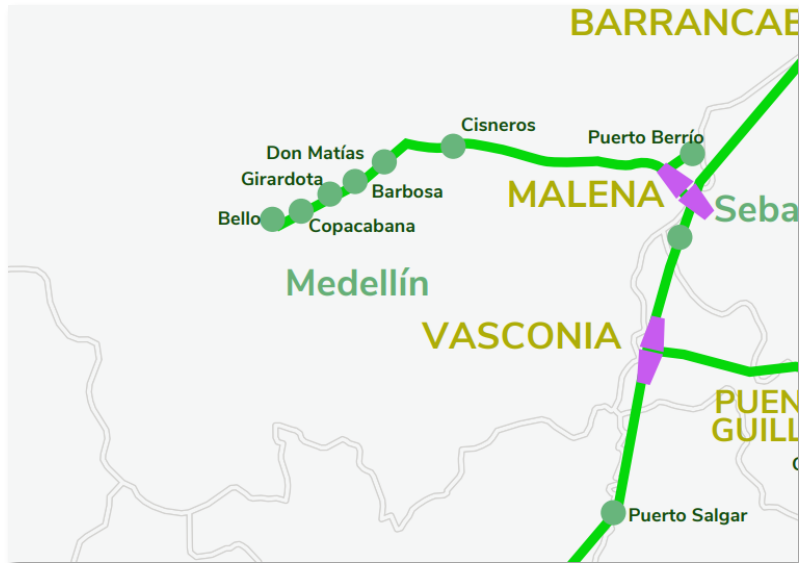 BARRANCAB
Cisneros
Puerto Berrío
Don Matías
Girardota
Barbosa
MALENA
Seba
Bello
Copacabana
Medellín
VASCONIA
PUEN
GUILL
Puerto Salgar